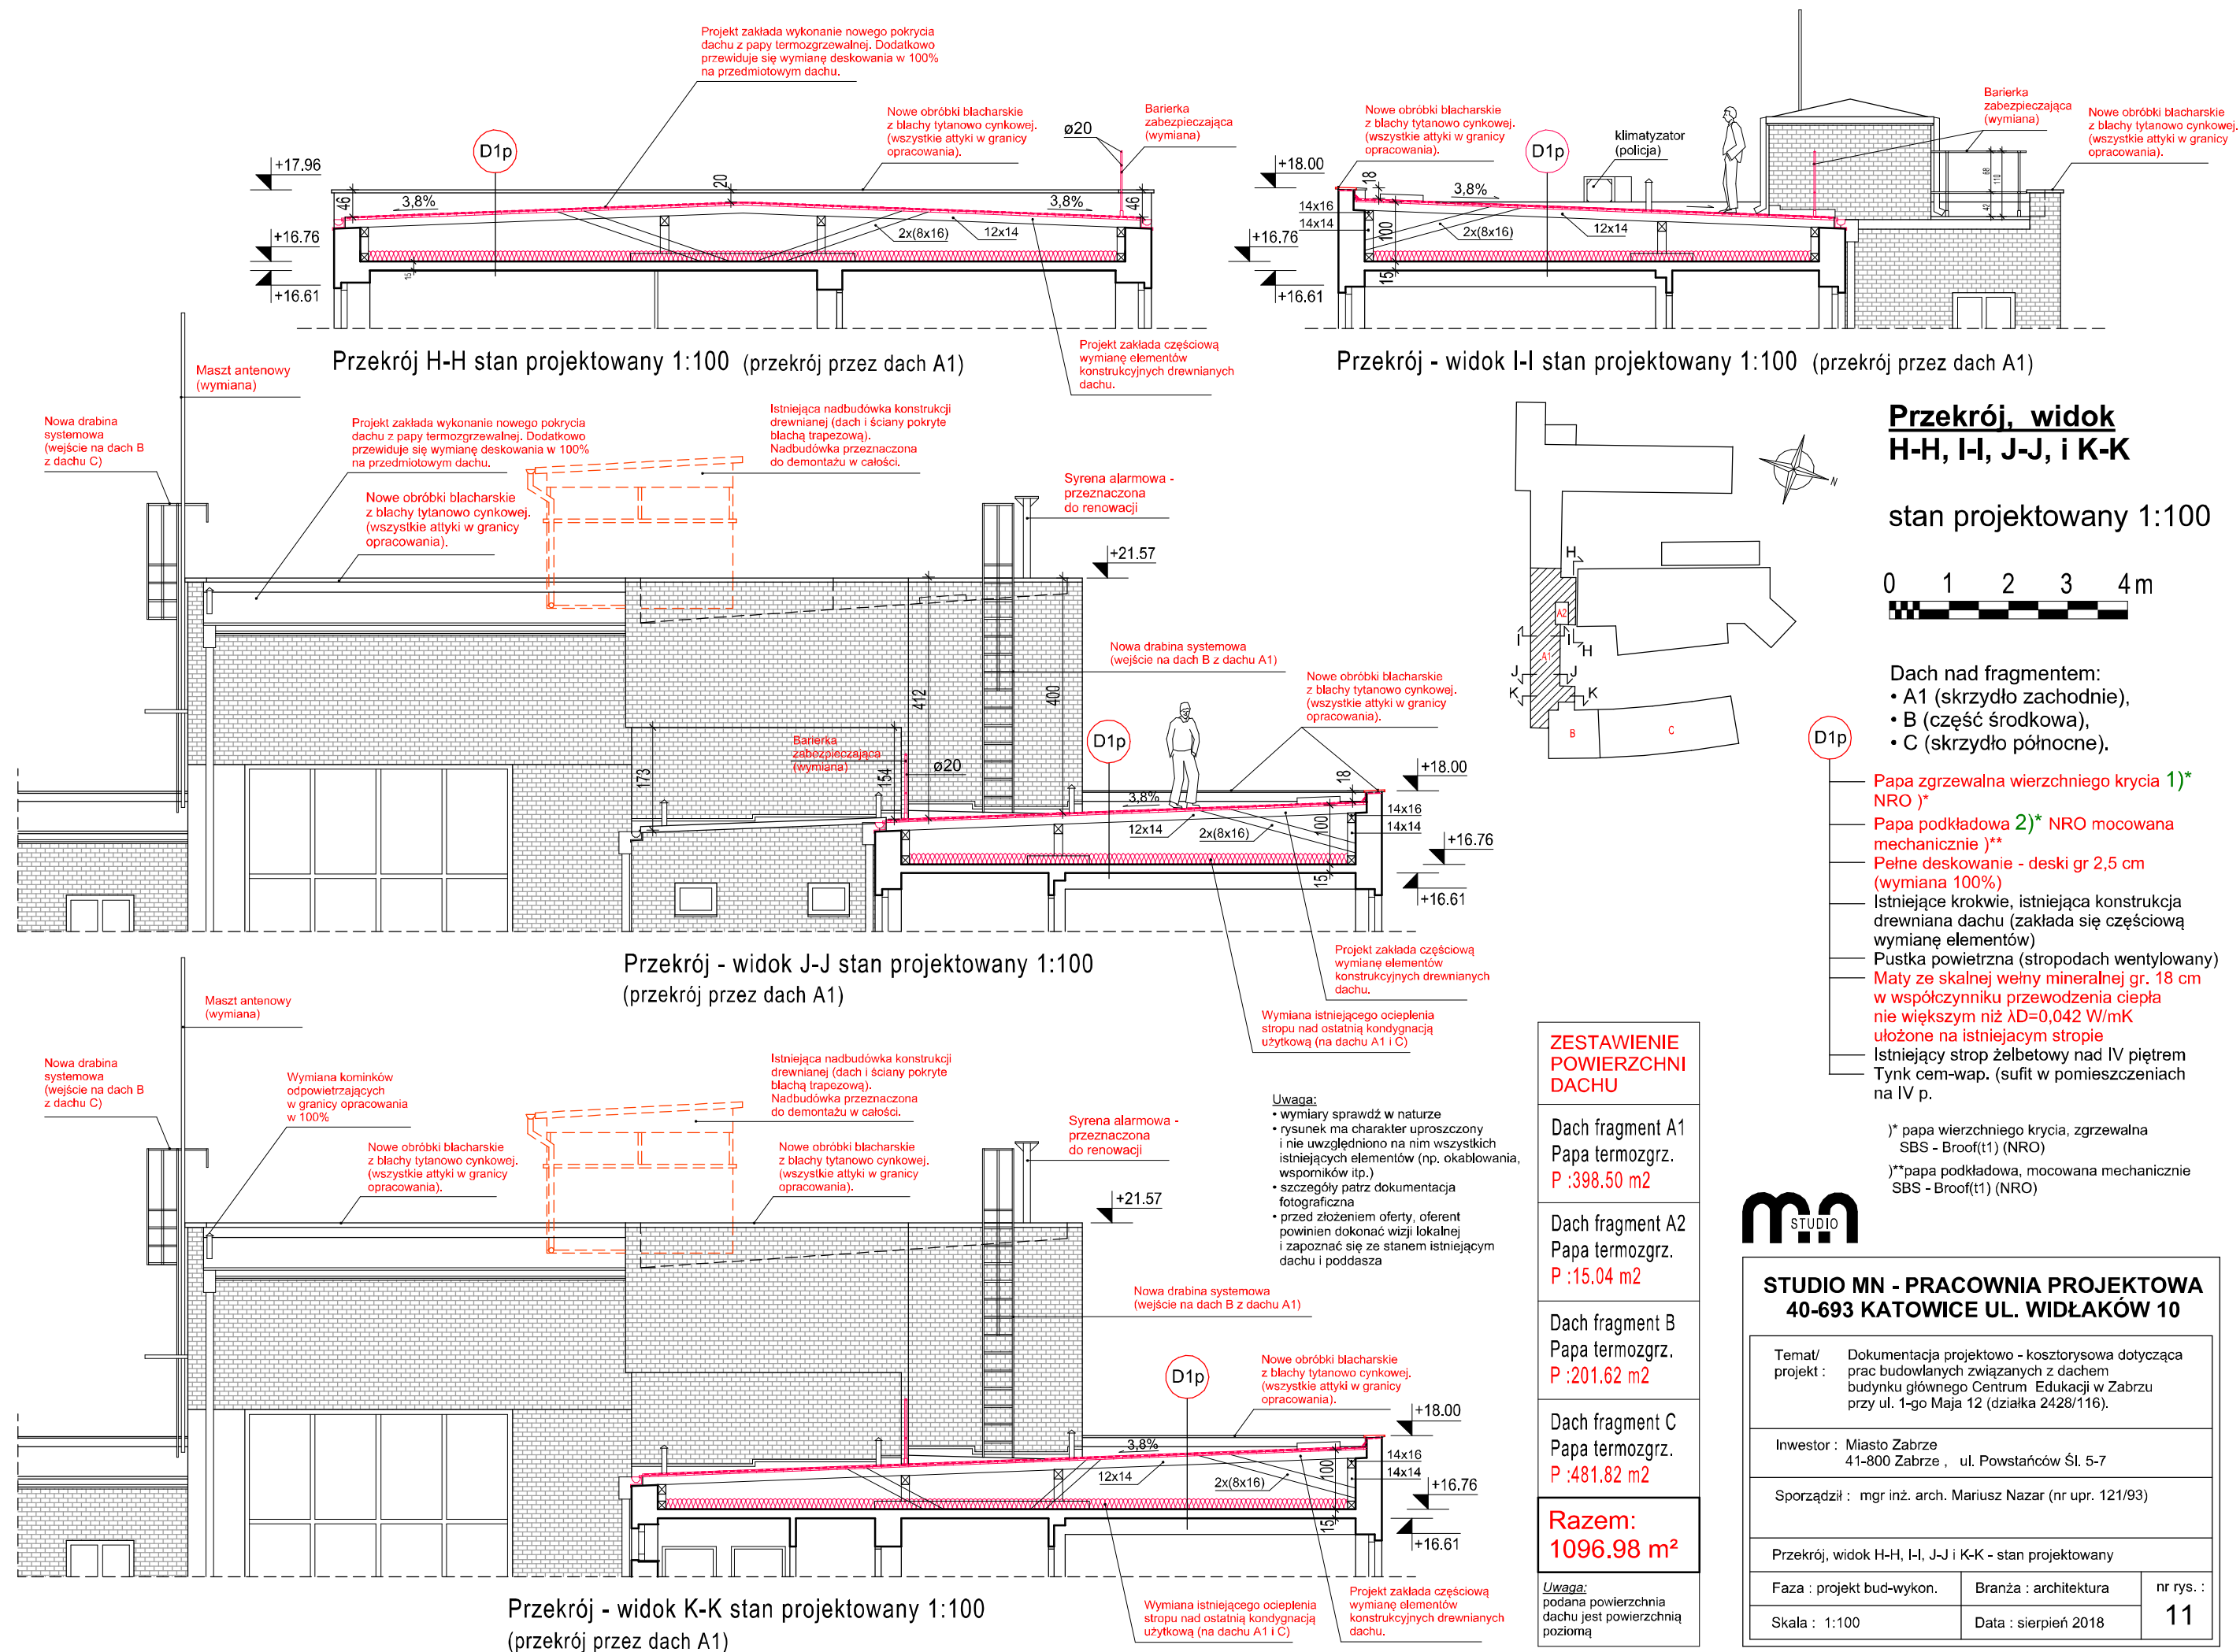 Projekt zakłada wykonanie nowego pokrycia
dachu z papy termozgrzewalnej. Dodatkowo
przewiduje się wymianę deskowania w 100%
na przedmiotowym dachu.
Nowe obróbki blacharskie
z blachy tytanowo cynkowej.
(wszystkie attyki w granicy
opracowania).
Barierka
zabezpieczająca
(wymiana)
ø20
D1p
+17.96
46
3,8%
20
3,8%
46
+16.76
2x(8x16)
12x14
15
+16.61
Przekrój H-H stan projektowany 1:100 (przekrój przez dach A1)
Projekt zakłada częściową
wymianę elementów
konstrukcyjnych drewnianych
dachu.
Nowe obróbki blacharskie
z blachy tytanowo cynkowej.
(wszystkie attyki w granicy
opracowania).
D1p
klimatyzator
(policja)
Barierka
zabezpieczająca
(wymiana)
Nowe obróbki blacharskie
z blachy tytanowo cynkowej.
(wszystkie attyki w granicy
opracowania).
+18.00
18
3,8%
14x16
14x14
100
2x(8x16)
12x14
68
110
42
+16.76
15
+16.61
Przekrój - widok I-I stan projektowany 1:100 (przekrój przez dach A1)
Maszt antenowy
(wymiana)
Nowa drabina
systemowa
(wejście na dach B
z dachu C)
Projekt zakłada wykonanie nowego pokrycia
dachu z papy termozgrzewalnej. Dodatkowo
przewiduje się wymianę deskowania w 100%
na przedmiotowym dachu.
Nowe obróbki blacharskie
z blachy tytanowo cynkowej.
(wszystkie attyki w granicy
opracowania).
Istniejąca nadbudówka konstrukcji
drewnianej (dach i ściany pokryte
blachą trapezową).
Nadbudówka przeznaczona
do demontażu w całości.
Syrena alarmowa -
przeznaczona
do renowacji
+21.57
Nowa drabina systemowa
(wejście na dach B z dachu A1)
412
400
Nowe obróbki blacharskie
z blachy tytanowo cynkowej.
(wszystkie attyki w granicy
opracowania).
Barierka
zabezpieczająca
(wymiana)
173
154
ø20
D1p
+18.00
18
3,8%
14x16
14x14
100
12x14
2x(8x16)
+16.76
15
+16.61
Przekrój - widok J-J stan projektowany 1:100
(przekrój przez dach A1)
Projekt zakłada częściową
wymianę elementów
konstrukcyjnych drewnianych
dachu.
Wymiana istniejącego ocieplenia
stropu nad ostatnią kondygnacją
użytkową (na dachu A1 i C)
Maszt antenowy
(wymiana)
Nowa drabina
systemowa
(wejście na dach B
z dachu C)
Wymiana kominków
odpowietrzających
w granicy opracowania
w 100%
Nowe obróbki blacharskie
z blachy tytanowo cynkowej.
(wszystkie attyki w granicy
opracowania).
Istniejąca nadbudówka konstrukcji
drewnianej (dach i ściany pokryte
blachą trapezową).
Nadbudówka przeznaczona
do demontażu w całości.
Nowe obróbki blacharskie
z blachy tytanowo cynkowej.
(wszystkie attyki w granicy
opracowania).
Syrena alarmowa -
przeznaczona
do renowacji
+21.57
Nowa drabina systemowa
(wejście na dach B z dachu A1)
Nowe obróbki blacharskie
z blachy tytanowo cynkowej.
(wszystkie attyki w granicy
opracowania).
D1p
+18.00
3,8%
14x16
14x14
100
12x14
2x(8x16)
+16.76
15
+16.61
Przekrój - widok K-K stan projektowany 1:100
(przekrój przez dach A1)
Wymiana istniejącego ocieplenia
stropu nad ostatnią kondygnacją
użytkową (na dachu A1 i C)
Projekt zakłada częściową
wymianę elementów
konstrukcyjnych drewnianych
dachu.
Uwaga:
• wymiary sprawdź w naturze
• rysunek ma charakter uproszczony
i nie uwzględniono na nim wszystkich
istniejących elementów (np. okablowania,
wsporników itp.)
• szczegóły patrz dokumentacja
fotograficzna
• przed złożeniem oferty, oferent
powinien dokonać wizji lokalnej
i zapoznać się ze stanem istniejącym
dachu i poddasza
N
H
A2
I
I
H
A1
J
J
K
K
B
C
Przekrój, widok
H-H, I-I, J-J, i K-K
stan projektowany 1:100
0 1 2 3 4m
Dach nad fragmentem:
• A1 (skrzydło zachodnie),
• B (część środkowa),
• C (skrzydło północne).
D1p
Papa zgrzewalna wierzchniego krycia 1)*
NRO )*
Papa podkładowa 2)* NRO mocowana
mechanicznie )**
Pełne deskowanie - deski gr 2,5 cm
(wymiana 100%)
Istniejące krokwie, istniejąca konstrukcja
drewniana dachu (zakłada się częściową
wymianę elementów)
Pustka powietrzna (stropodach wentylowany)
Maty ze skalnej wełny mineralnej gr. 18 cm
w współczynniku przewodzenia ciepła
nie większym niż λD=0,042 W/mK
ułożone na istniejacym stropie
Istniejący strop żelbetowy nad IV piętrem
Tynk cem-wap. (sufit w pomieszczeniach
na IV p.
)* papa wierzchniego krycia, zgrzewalna
SBS - Broof(t1) (NRO)
)**papa podkładowa, mocowana mechanicznie
SBS - Broof(t1) (NRO)
ZESTAWIENIE
POWIERZCHNI
DACHU
Dach fragment A1
Papa termozgrz.
P :398.50 m2
Dach fragment A2
Papa termozgrz.
P :15.04 m2
Dach fragment B
Papa termozgrz.
P :201.62 m2
Dach fragment C
Papa termozgrz.
P :481.82 m2
Razem:
1096.98 m²
Uwaga:
podana powierzchnia
dachu jest powierzchnią
poziomą
mn STUDIO
STUDIO MN - PRACOWNIA PROJEKTOWA
40-693 KATOWICE UL. WIDŁAKÓW 10
Temat/
projekt :
Dokumentacja projektowo - kosztorysowa dotycząca
prac budowlanych związanych z dachem
budynku głównego Centrum Edukacji w Zabrzu
przy ul. 1-go Maja 12 (działka 2428/116).
Inwestor : Miasto Zabrze
41-800 Zabrze , ul. Powstańców Śl. 5-7
Sporządził : mgr inż. arch. Mariusz Nazar (nr upr. 121/93)
Przekrój, widok H-H, I-I, J-J i K-K - stan projektowany
Faza : projekt bud-wykon.
Branża : architektura
nr rys. :
11
Skala : 1:100
Data : sierpień 2018